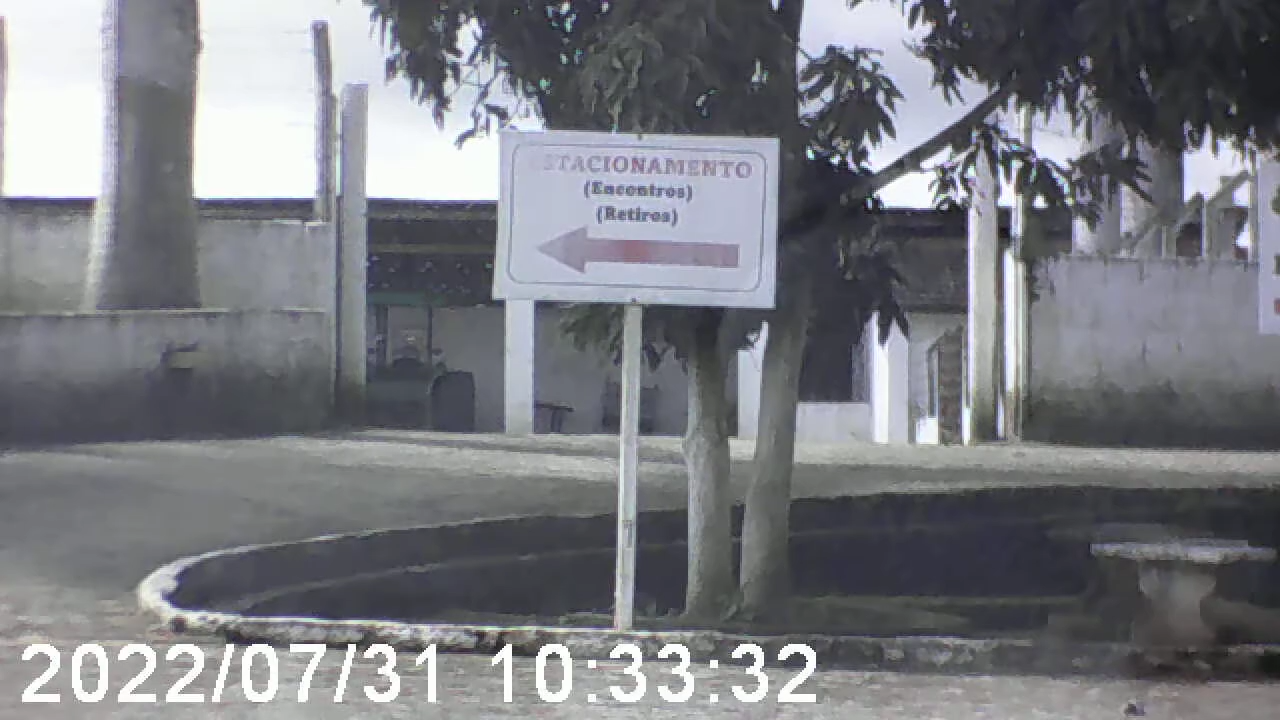 ESTACIONAMENTO
(Encontros)
(Retiros)
2022/07/31 10:33:32